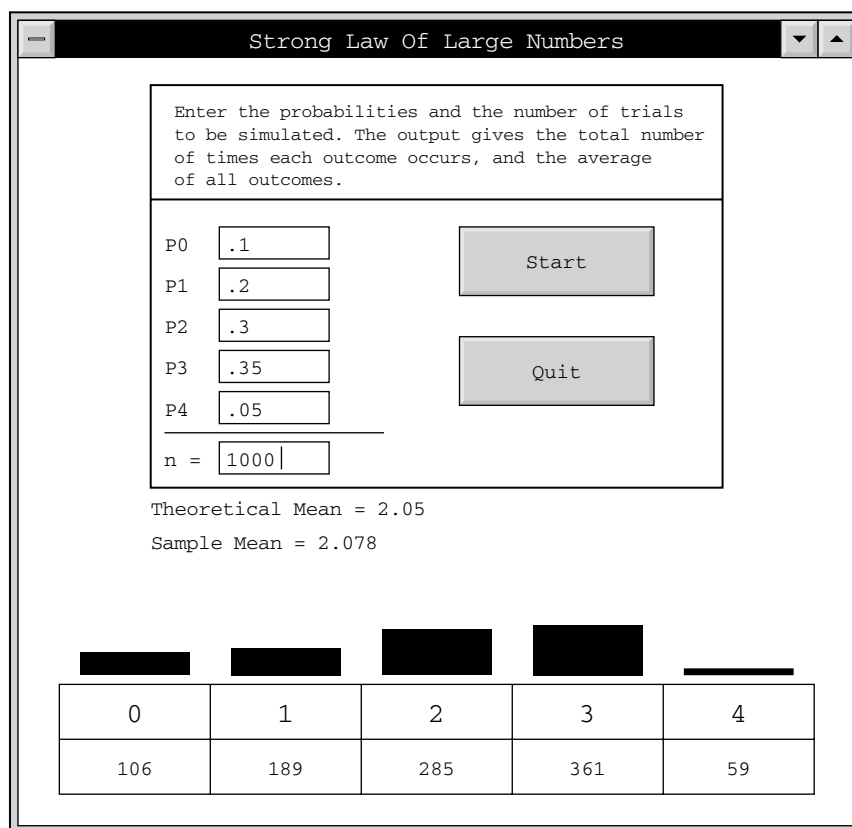 Strong Law Of Large Numbers
Enter the probabilities and the number of trials
to be simulated. The output gives the total number
of times each outcome occurs, and the average
of all outcomes.
P0 .1
P1 .2
P2 .3
P3 .35
P4 .05
n = 1000
Start
Quit
Theoretical Mean = 2.05
Sample Mean = 2.078
0 1 2 3 4
106 189 285 361 59